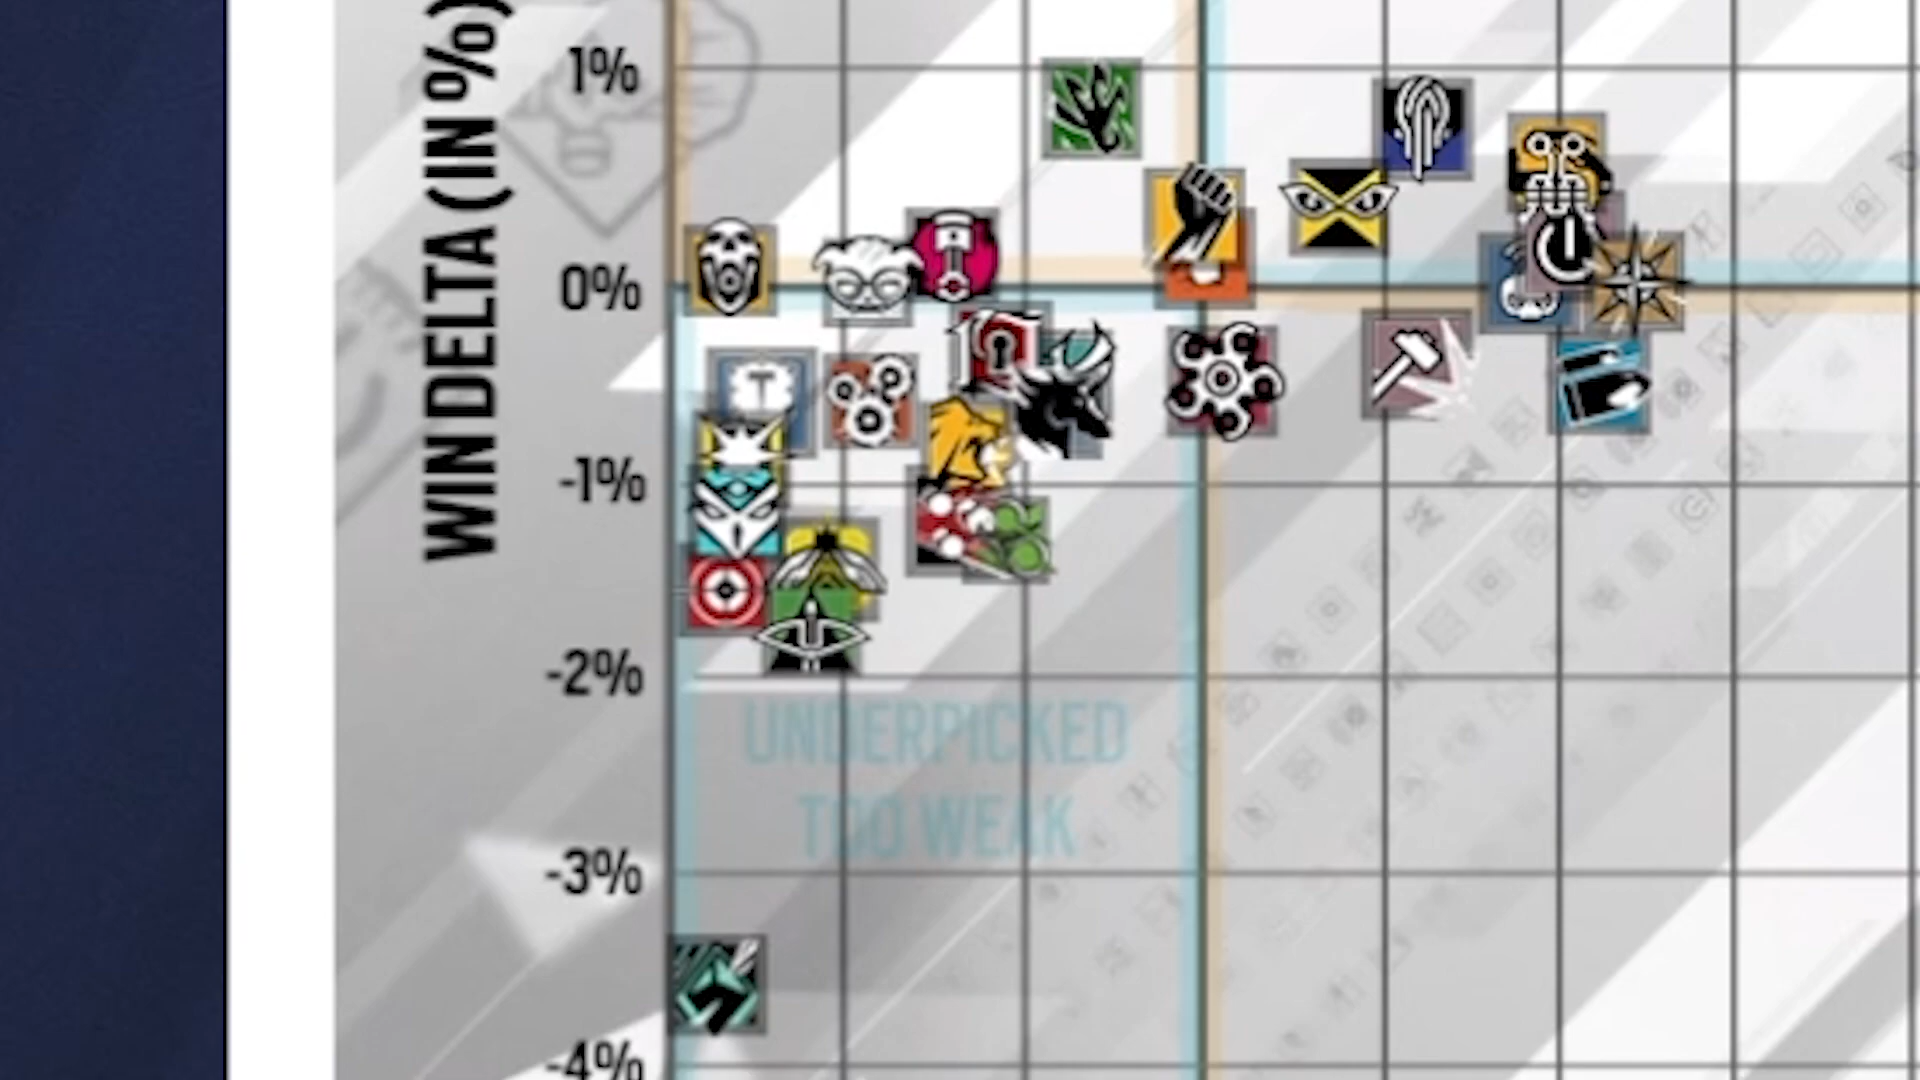 WIN DELTA (IN %)
1%
0%
-1%
-2%
-3%
-4%
UNDERPICKED
TOO WEAK